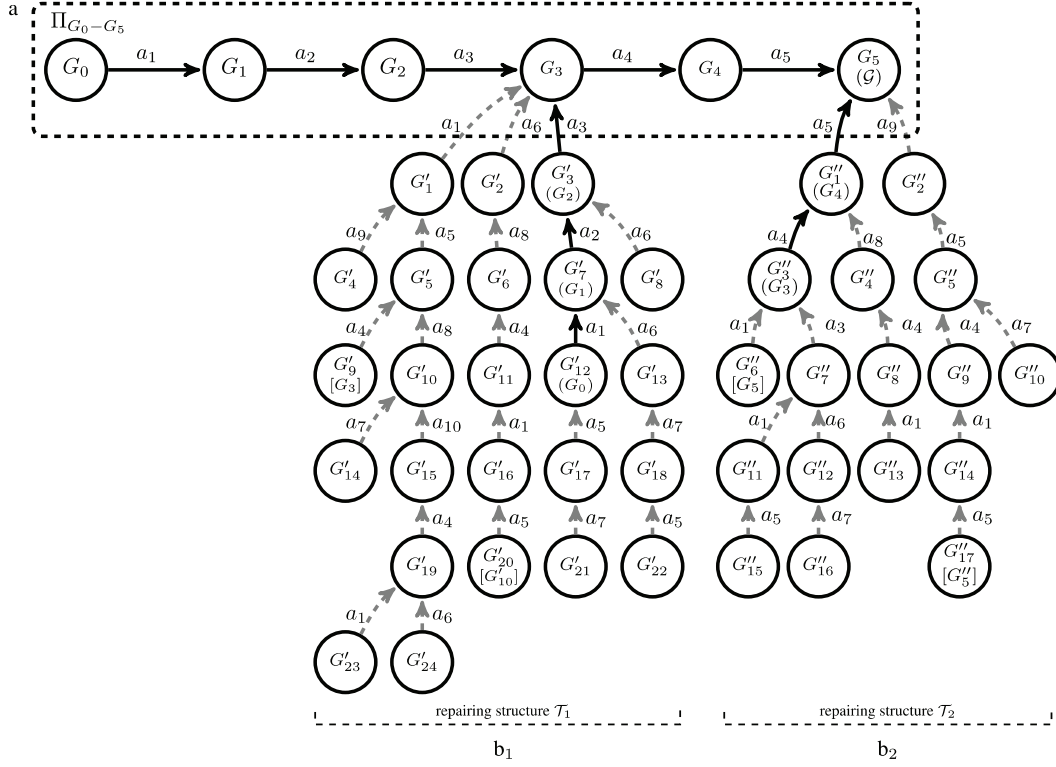 a
Π_{G_0−G_5}
G_0 a_1 G_1 a_2 G_2 a_3 G_3 a_4 G_4 a_5 G_5
(𝒢)
a_1 a_6 a_3 a_5 a_9
G'_1 G'_2 G'_3 (G_2) G''_1 (G_4) G''_2
a_9 a_5 a_8 a_2 a_6 a_4 a_8 a_5
G'_4 G'_5 G'_6 G'_7 (G_1) G'_8 G''_3 (G_3) G''_4 G''_5
a_4 a_8 a_4 a_1 a_6 a_1 a_3 a_4 a_4 a_7
G'_9 [G_3] G'_10 G'_11 G'_12 (G_0) G'_13 G''_6 [G_5] G''_7 G''_8 G''_9 G''_10
a_7 a_10 a_1 a_5 a_7 a_1 a_6 a_1 a_1
G'_14 G'_15 G'_16 G'_17 G'_18 G''_11 G''_12 G''_13 G''_14
a_4 a_5 a_7 a_5 a_5 a_7 a_5
G'_19 G'_20 [G'_10] G'_21 G'_22 G''_15 G''_16 G''_17 [G''_5]
a_1 a_6
G'_23 G'_24
repairing structure 𝒯_1 repairing structure 𝒯_2
b_1 b_2